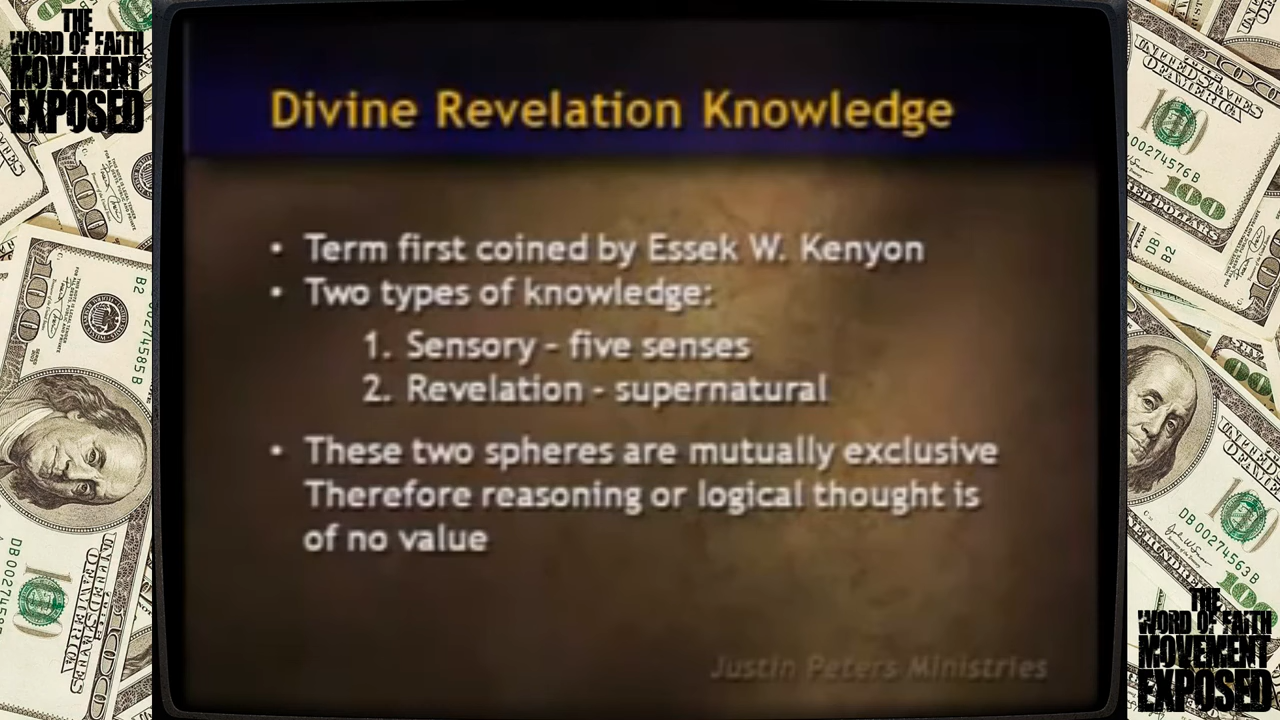 THE
WORD OF FAITH
MOVEMENT
EXPOSED
Divine Revelation Knowledge
• Term first coined by Essek W. Kenyon
• Two types of knowledge:
1. Sensory - five senses
2. Revelation - supernatural
• These two spheres are mutually exclusive
Therefore reasoning or logical thought is
of no value
Justin Peters Ministries
THE
WORD OF FAITH
MOVEMENT
EXPOSED